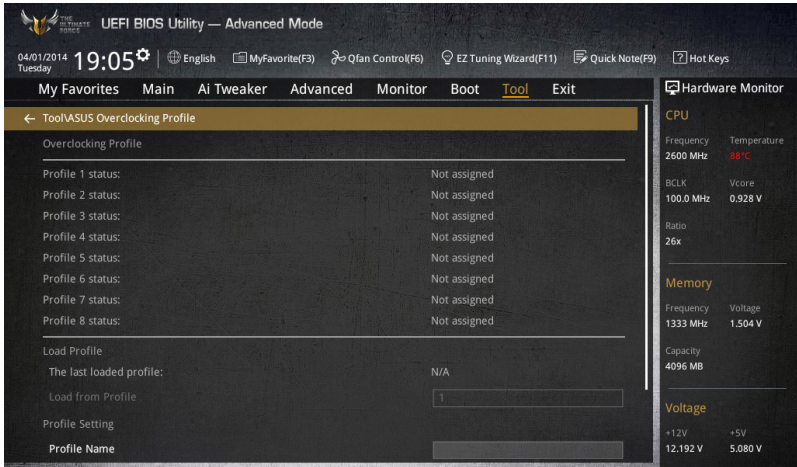 THE
ULTIMATE
FORCE
UEFI BIOS Utility — Advanced Mode
04/01/2014
Tuesday
19:05
English
MyFavorite(F3)
Qfan Control(F6)
EZ Tuning Wizard(F11)
Quick Note(F9)
? Hot Keys
My Favorites Main Ai Tweaker Advanced Monitor Boot Tool Exit
Hardware Monitor
← Tool\ASUS Overclocking Profile
Overclocking Profile
Profile 1 status: Not assigned
Profile 2 status: Not assigned
Profile 3 status: Not assigned
Profile 4 status: Not assigned
Profile 5 status: Not assigned
Profile 6 status: Not assigned
Profile 7 status: Not assigned
Profile 8 status: Not assigned
Load Profile
The last loaded profile: N/A
Load from Profile 1
Profile Setting
Profile Name
CPU
Frequency Temperature
2600 MHz 88°C
BCLK Vcore
100.0 MHz 0.928 V
Ratio
26x
Memory
Frequency Voltage
1333 MHz 1.504 V
Capacity
4096 MB
Voltage
+12V +5V
12.192 V 5.080 V